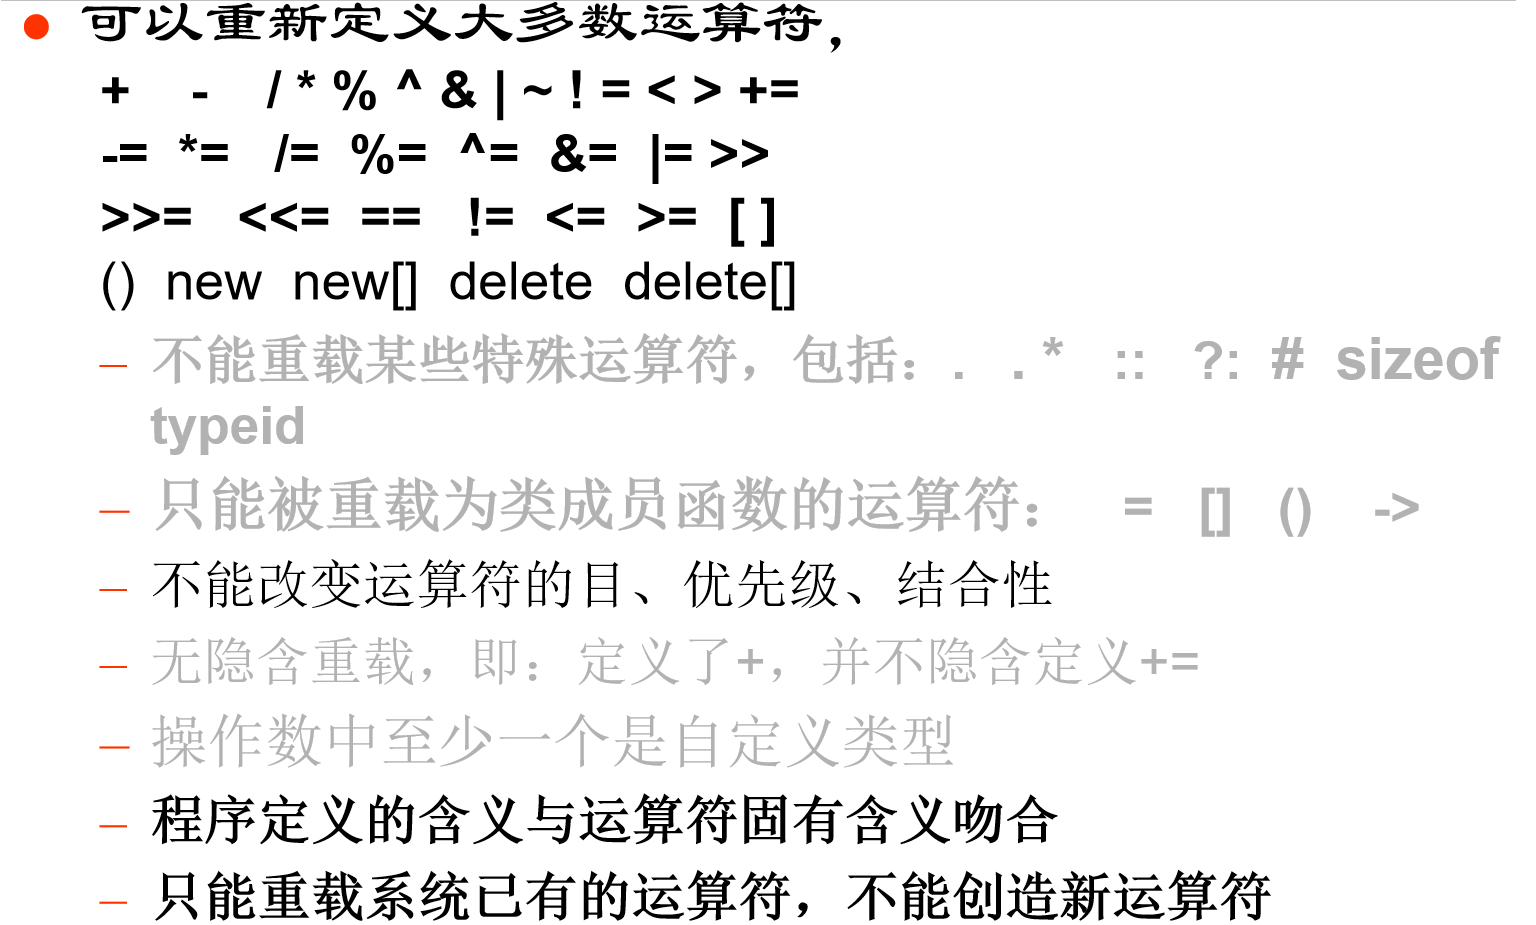 ● 可以重新定义大多数运算符，
+ - / * % ^ & | ~ ! = < > +=
-= *= /= %= ^= &= |= >>
>>= <<= == != <= >= [ ]
() new new[] delete delete[]
– 不能重载某些特殊运算符，包括：. . * :: ?: # sizeof
typeid
– 只能被重载为类成员函数的运算符： = [] () ->
– 不能改变运算符的目、优先级、结合性
– 无隐含重载，即：定义了+，并不隐含定义+=
– 操作数中至少一个是自定义类型
– 程序定义的含义与运算符固有含义吻合
– 只能重载系统已有的运算符，不能创造新运算符